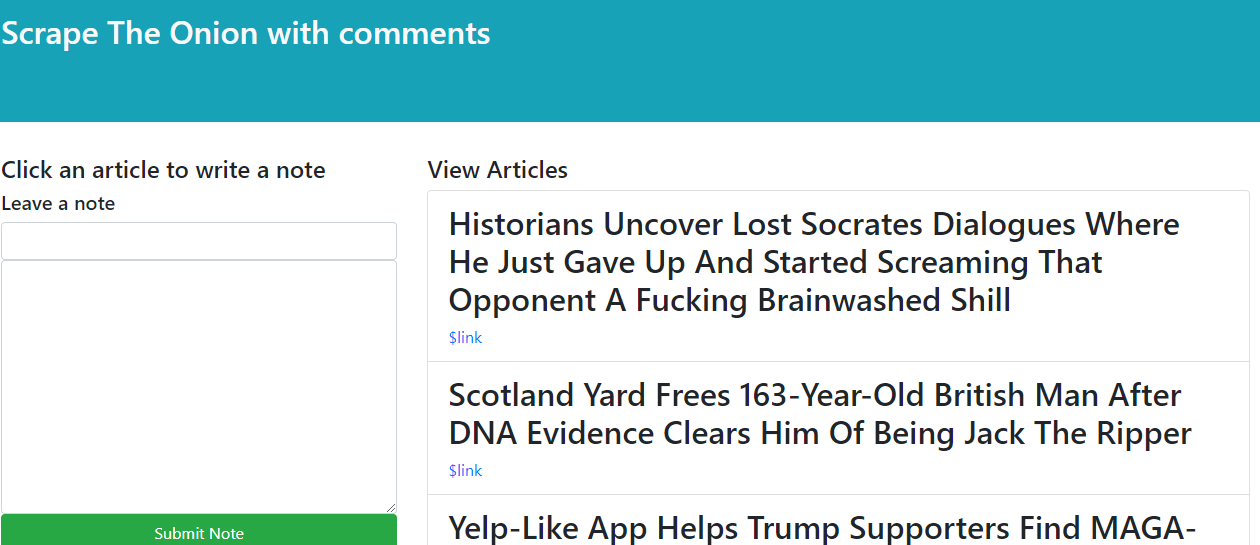 Scrape The Onion with comments
Click an article to write a note
Leave a note
Submit Note
View Articles
Historians Uncover Lost Socrates Dialogues Where
He Just Gave Up And Started Screaming That
Opponent A Fucking Brainwashed Shill
$link
Scotland Yard Frees 163-Year-Old British Man After
DNA Evidence Clears Him Of Being Jack The Ripper
$link
Yelp-Like App Helps Trump Supporters Find MAGA-